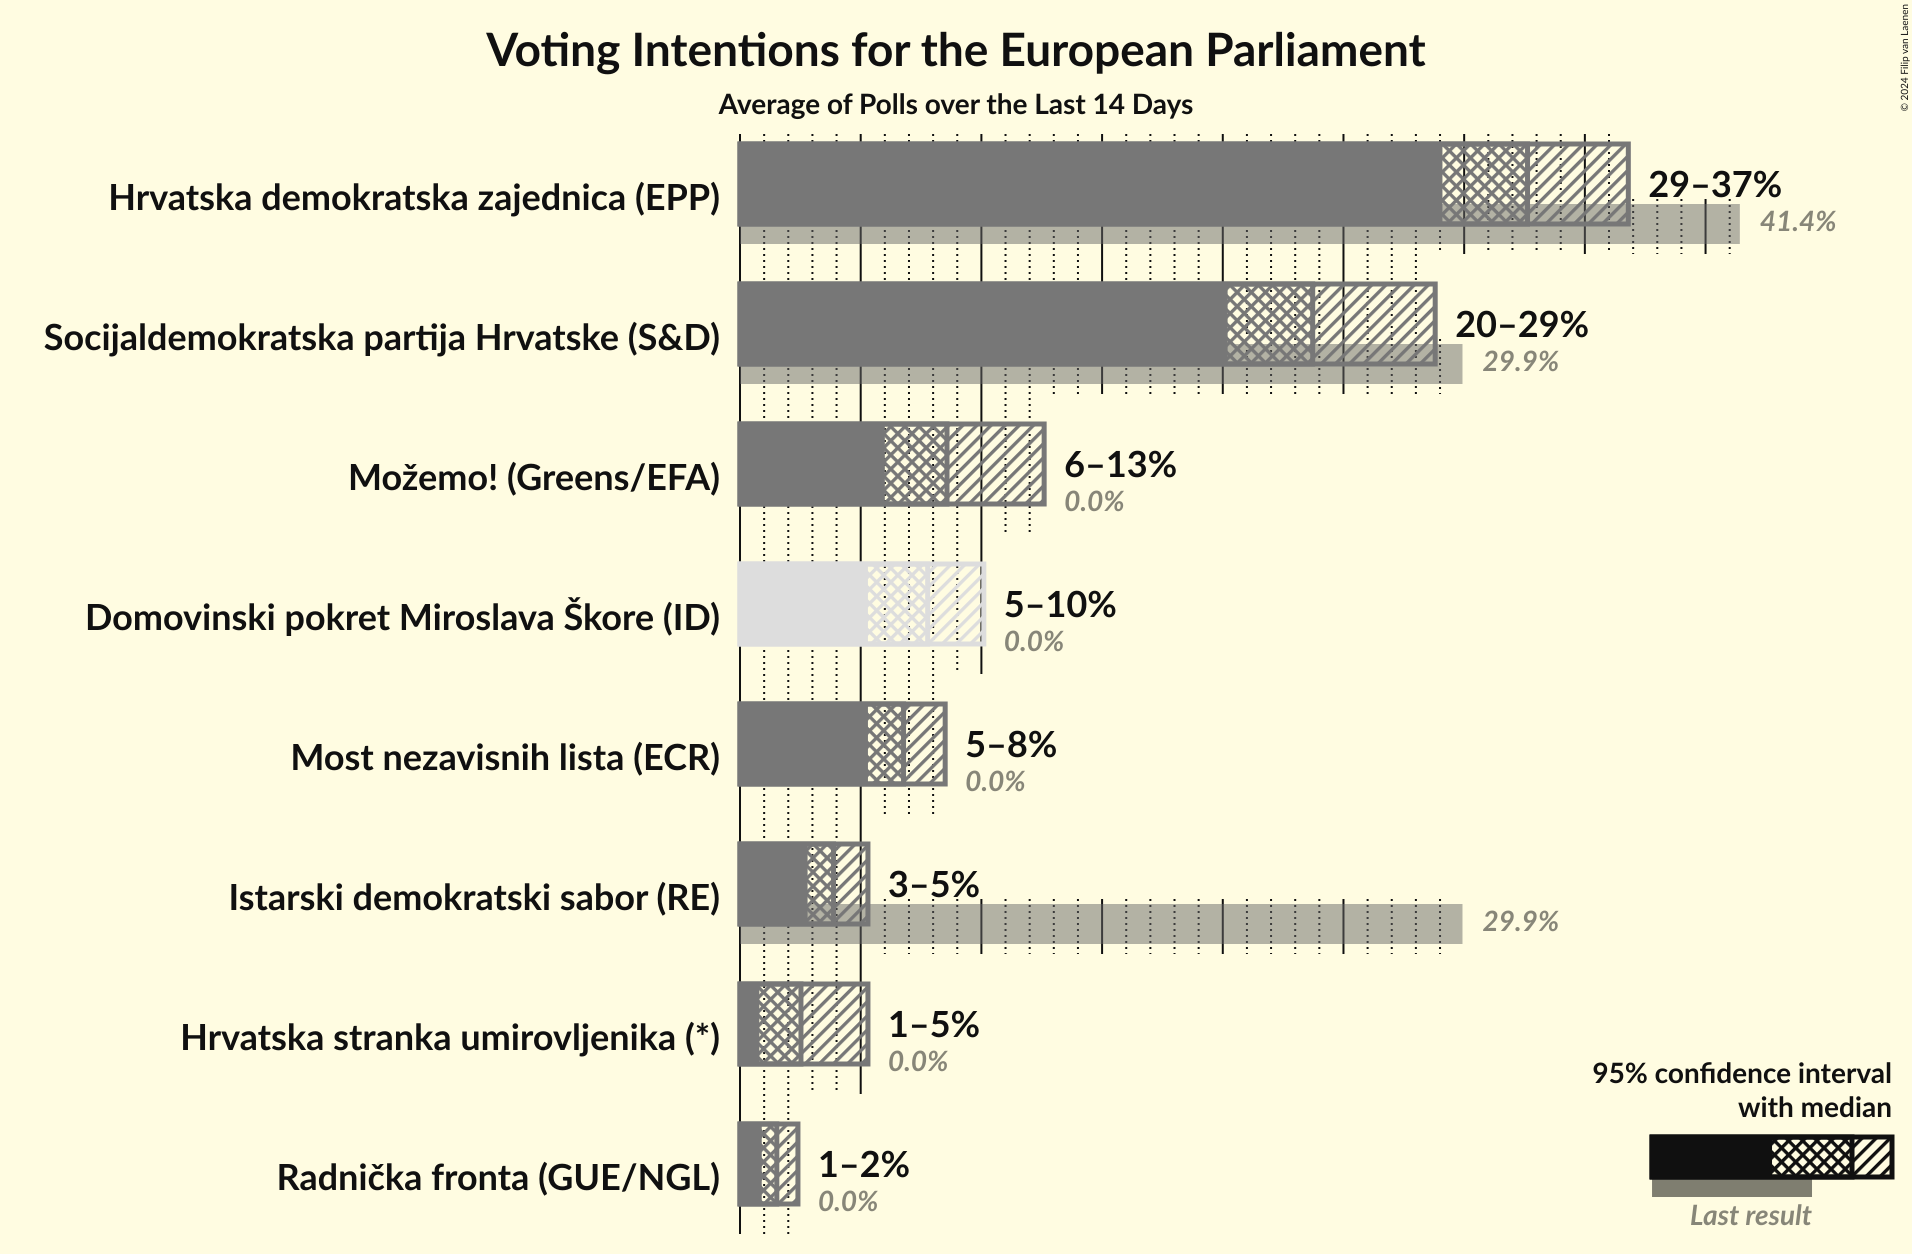 Voting Intentions for the European Parliament
Average of Polls over the Last 14 Days
© 2024 Filip van Laenen
Hrvatska demokratska zajednica (EPP)
29–37%
41.4%
Socijaldemokratska partija Hrvatske (S&D)
20–29%
29.9%
Možemo! (Greens/EFA)
6–13%
0.0%
Domovinski pokret Miroslava Škore (ID)
5–10%
0.0%
Most nezavisnih lista (ECR)
5–8%
0.0%
Istarski demokratski sabor (RE)
3–5%
29.9%
Hrvatska stranka umirovljenika (*)
1–5%
0.0%
Radnička fronta (GUE/NGL)
1–2%
0.0%
95% confidence interval
with median
Last result